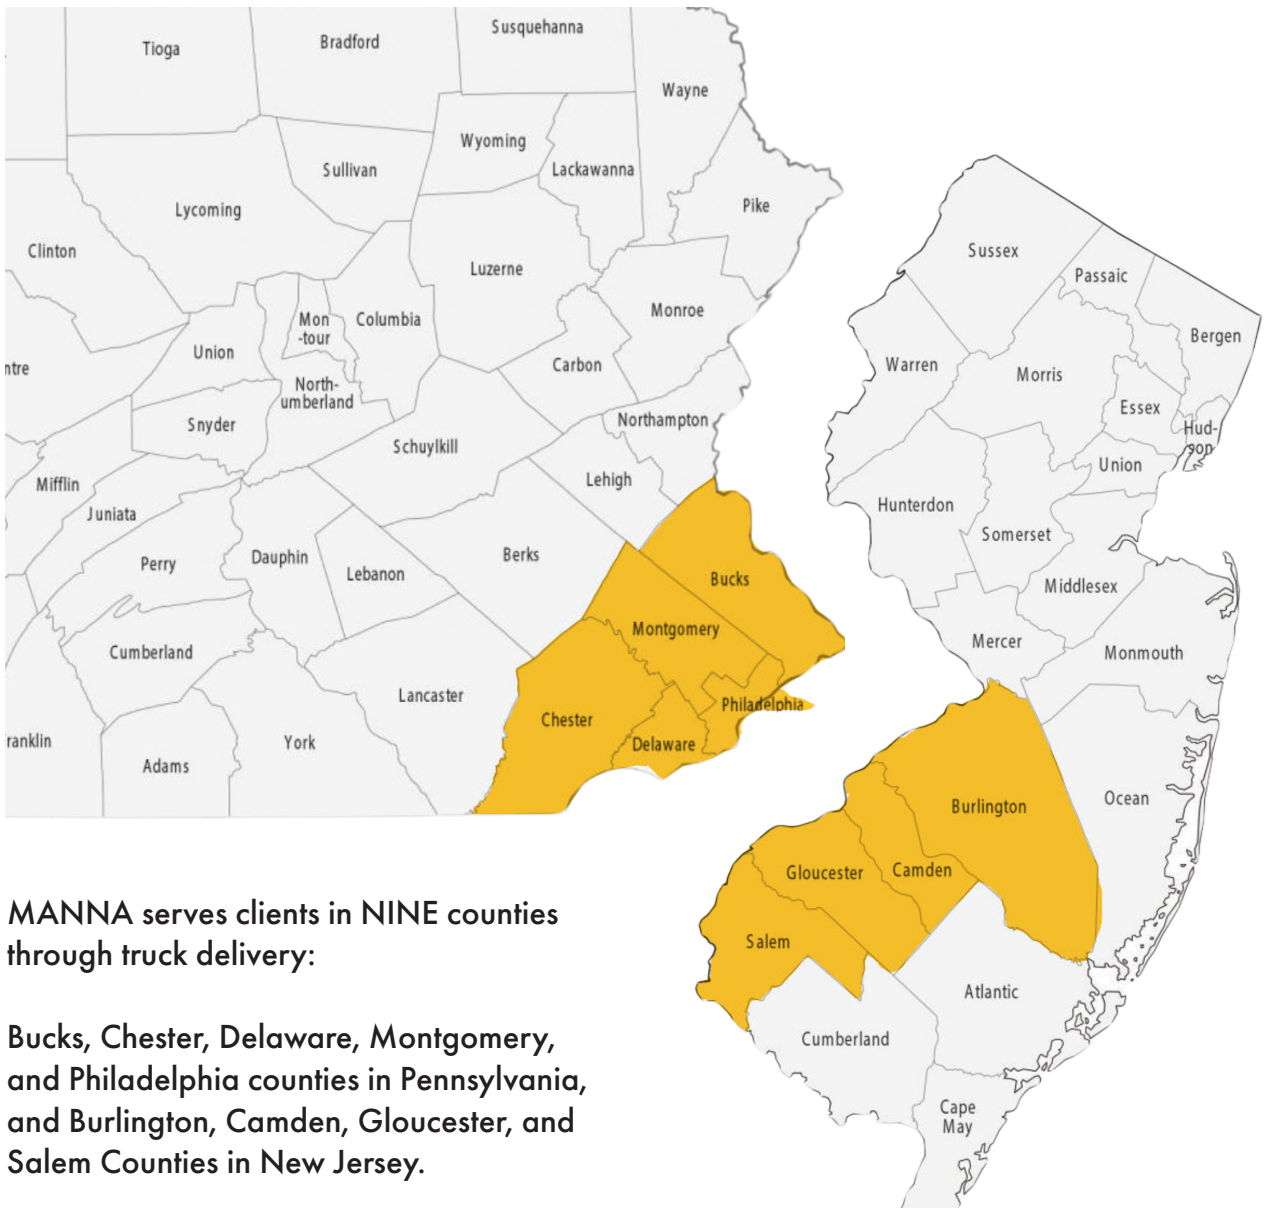 Tioga
Bradford
Susquehanna
Wayne
Wyoming
Sullivan
Lackawanna
Lycoming
Pike
Clinton
Luzerne
Monroe
Mon
-tour
Columbia
Union
Carbon
ntre
North-
umberland
Snyder
Northampton
Schuylkill
Lehigh
Mifflin
Juniata
Berks
Perry
Dauphin
Lebanon
Bucks
Montgomery
Cumberland
Lancaster
Philadelphia
Chester
Delaware
ranklin
York
Adams
Sussex
Passaic
Bergen
Warren
Morris
Essex
Hud-
son
Union
Hunterdon
Somerset
Middlesex
Mercer
Monmouth
Ocean
Burlington
Camden
Gloucester
Salem
Atlantic
Cumberland
Cape
May
MANNA serves clients in NINE counties
through truck delivery:
Bucks, Chester, Delaware, Montgomery,
and Philadelphia counties in Pennsylvania,
and Burlington, Camden, Gloucester, and
Salem Counties in New Jersey.